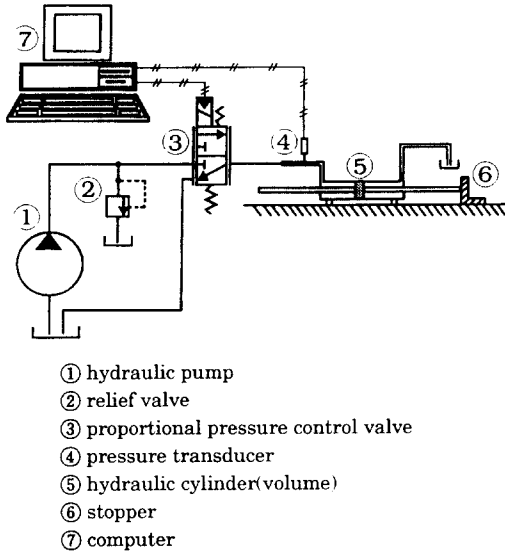 ⑦
③
④
⑤
⑥
②
①
① hydraulic pump
② relief valve
③ proportional pressure control valve
④ pressure transducer
⑤ hydraulic cylinder(volume)
⑥ stopper
⑦ computer